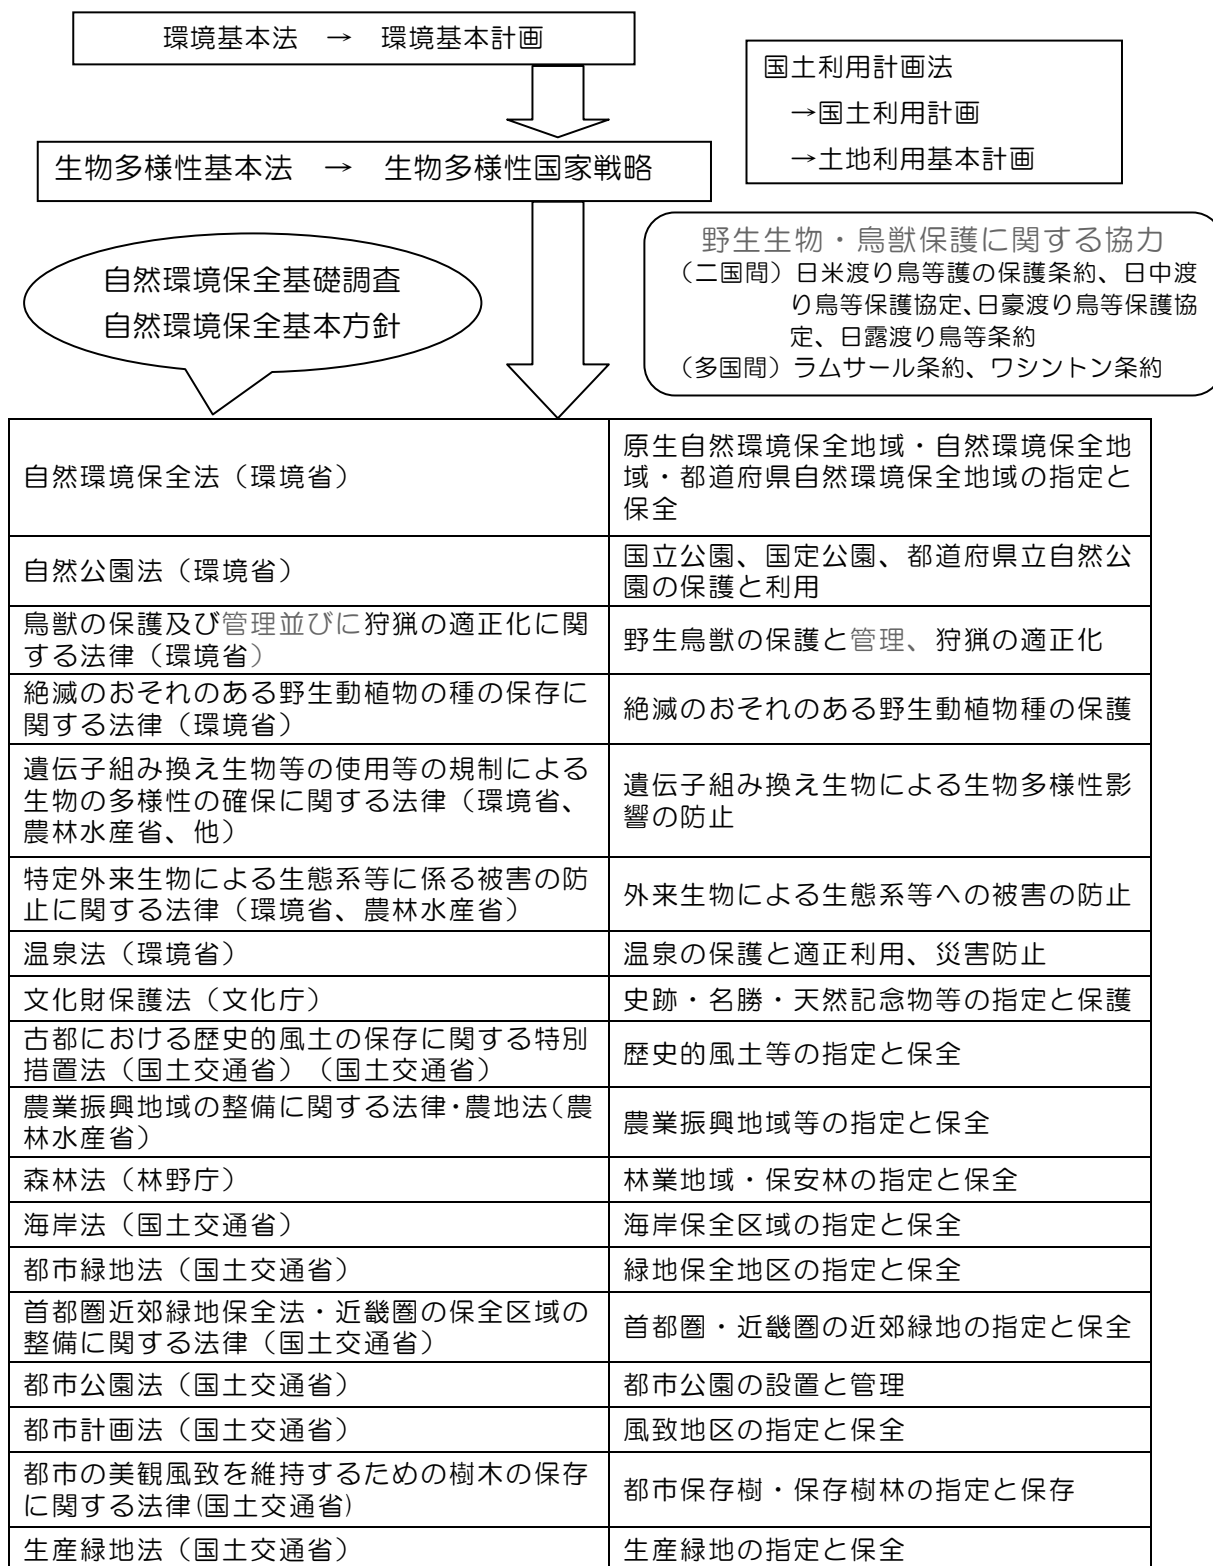 環境基本法　→　環境基本計画
国土利用計画法
→国土利用計画
→土地利用基本計画
生物多様性基本法　→　生物多様性国家戦略
野生生物・鳥獣保護に関する協力
（二国間）日米渡り鳥等護の保護条約、日中渡
り鳥等保護協定、日豪渡り鳥等保護協
定、日露渡り鳥等条約
（多国間）ラムサール条約、ワシントン条約
自然環境保全基礎調査
自然環境保全基本方針
自然環境保全法（環境省）
原生自然環境保全地域・自然環境保全地
域・都道府県自然環境保全地域の指定と
保全
自然公園法（環境省）
国立公園、国定公園、都道府県立自然公
園の保護と利用
鳥獣の保護及び管理並びに狩猟の適正化に関
する法律（環境省）
野生鳥獣の保護と管理、狩猟の適正化
絶滅のおそれのある野生動植物の種の保存に
関する法律（環境省）
絶滅のおそれのある野生動植物種の保護
遺伝子組み換え生物等の使用等の規制による
生物の多様性の確保に関する法律（環境省、
農林水産省、他）
遺伝子組み換え生物による生物多様性影
響の防止
特定外来生物による生態系等に係る被害の防
止に関する法律（環境省、農林水産省）
外来生物による生態系等への被害の防止
温泉法（環境省）
温泉の保護と適正利用、災害防止
文化財保護法（文化庁）
史跡・名勝・天然記念物等の指定と保護
古都における歴史的風土の保存に関する特別
措置法（国土交通省）（国土交通省）
歴史的風土等の指定と保全
農業振興地域の整備に関する法律・農地法（農
林水産省）
農業振興地域等の指定と保全
森林法（林野庁）
林業地域・保安林の指定と保全
海岸法（国土交通省）
海岸保全区域の指定と保全
都市緑地法（国土交通省）
緑地保全地区の指定と保全
首都圏近郊緑地保全法・近畿圏の保全区域の
整備に関する法律（国土交通省）
首都圏・近畿圏の近郊緑地の指定と保全
都市公園法（国土交通省）
都市公園の設置と管理
都市計画法（国土交通省）
風致地区の指定と保全
都市の美観風致を維持するための樹木の保存
に関する法律(国土交通省)
都市保存樹・保存樹林の指定と保存
生産緑地法（国土交通省）
生産緑地の指定と保全